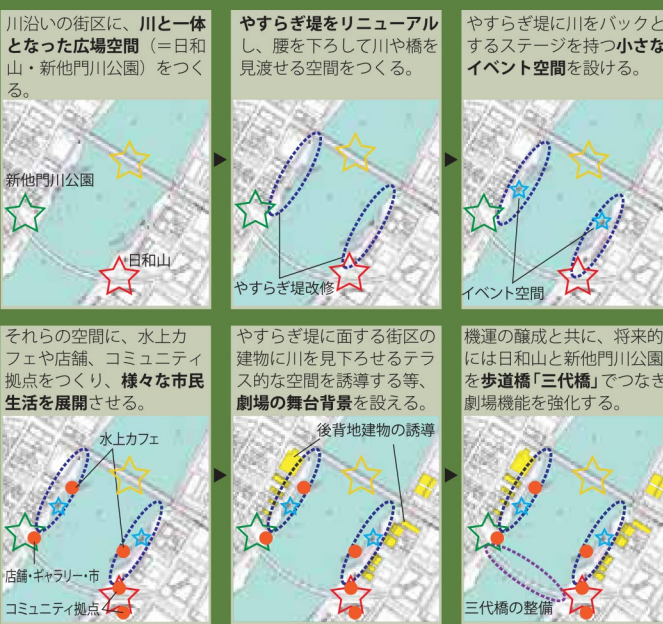 川沿いの街区に、川と一体
となった広場空間（＝日和
山・新他門川公園）をつく
る。
新他門川公園
日和山
やすらぎ堤をリニューアル
し、腰を下ろして川や橋を
見渡せる空間をつくる。
やすらぎ堤改修
やすらぎ堤に川をバックと
するステージを持つ小さな
イベント空間を設ける。
イベント空間
それらの空間に、水上カ
フェや店舗、コミュニティ
拠点をつくり、様々な市民
生活を展開させる。
水上カフェ
店舗・ギャラリー・市
コミュニティ拠点
やすらぎ堤に面する街区の
建物に川を見下ろせるテラ
ス的な空間を誘導する等、
劇場の舞台背景を設える。
後背地建物の誘導
機運の醸成と共に、将来的
には日和山と新他門川公園
を歩道橋「三代橋」でつなぎ
劇場機能を強化する。
三代橋の整備